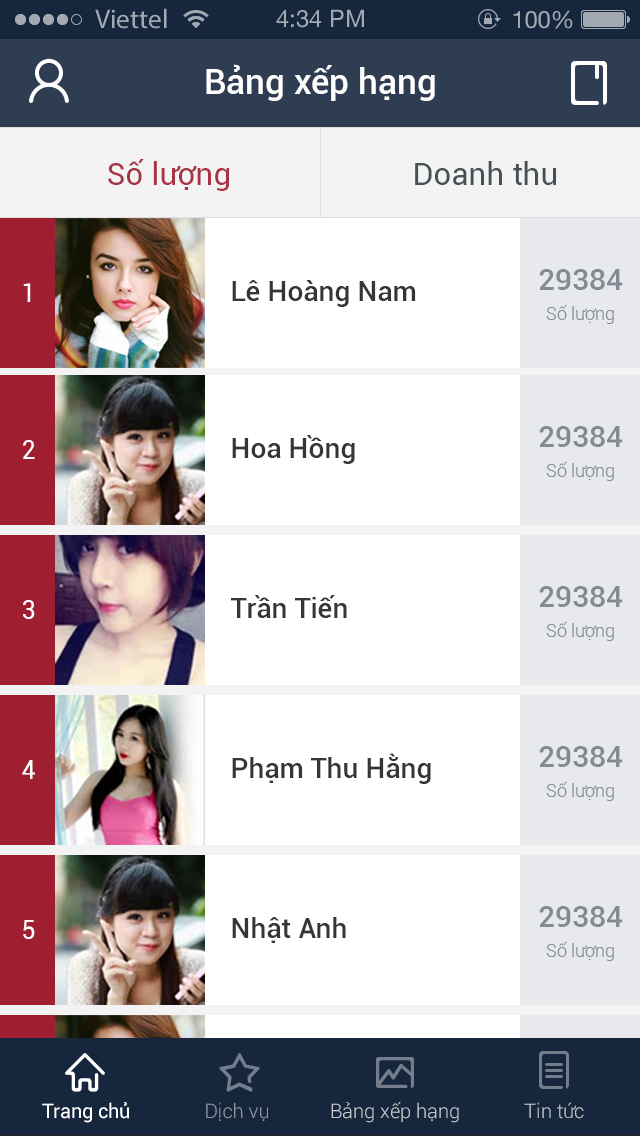 Viettel 4:34 PM 100%
Bảng xếp hạng
Số lượng Doanh thu
1 Lê Hoàng Nam 29384
Số lượng
2 Hoa Hồng 29384
Số lượng
3 Trần Tiến 29384
Số lượng
4 Phạm Thu Hằng 29384
Số lượng
5 Nhật Anh 29384
Số lượng
Trang chủ Dịch vụ Bảng xếp hạng Tin tức